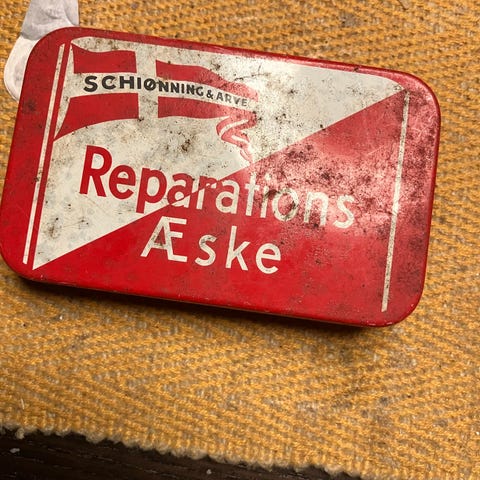 SCHIØNNING & ARVE
Reparations
Æske